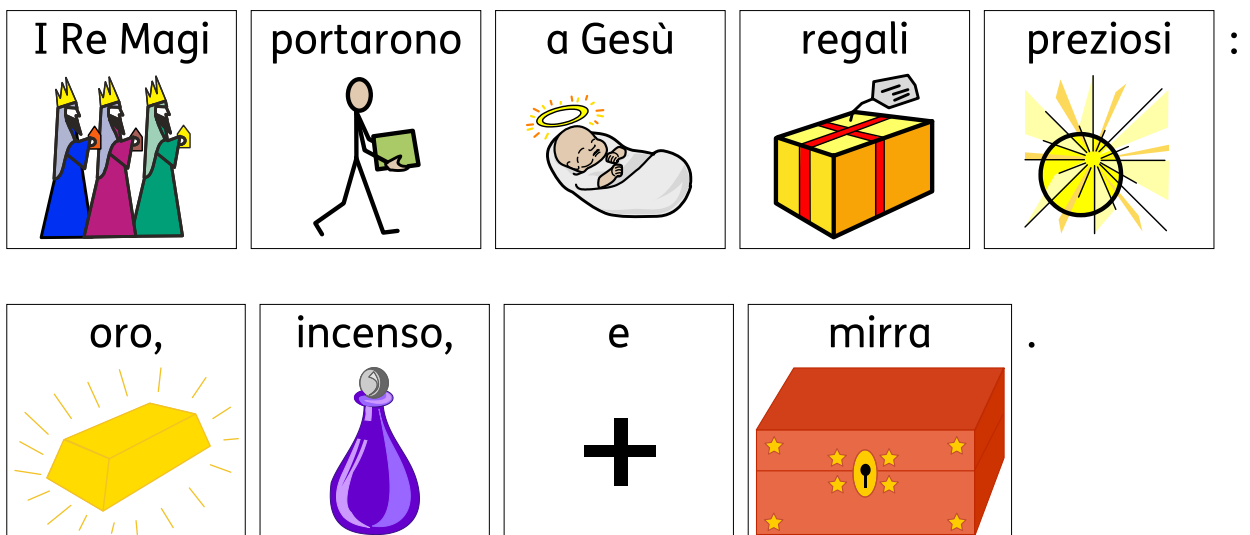 I Re Magi portarono a Gesù regali preziosi :
oro, incenso, e mirra .